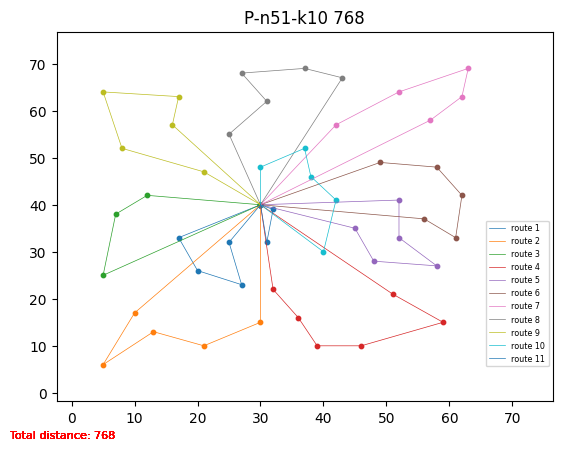 P-n51-k10 768
70
60
50
40
30
20
10
0
route 1
route 2
route 3
route 4
route 5
route 6
route 7
route 8
route 9
route 10
route 11
0 10 20 30 40 50 60 70
Total distance: 768